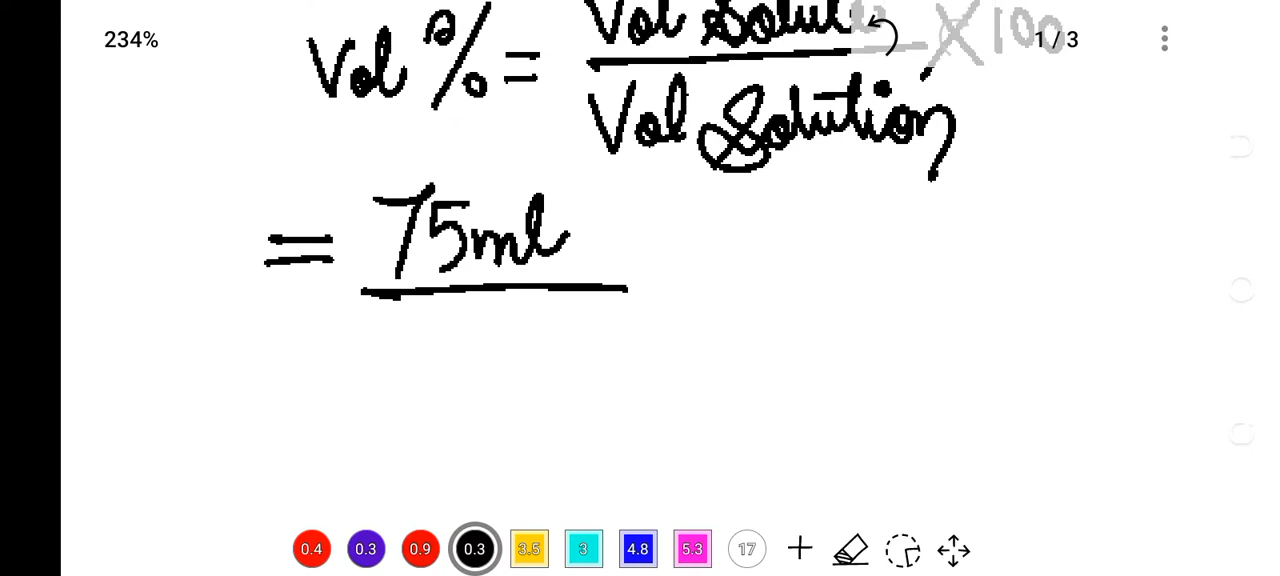 234%
Vol % = Vol Solute × 100
1 / 3
Vol Solution
= 75ml
0.4 0.3 0.9 0.3 3.5 3 4.8 5.3 17